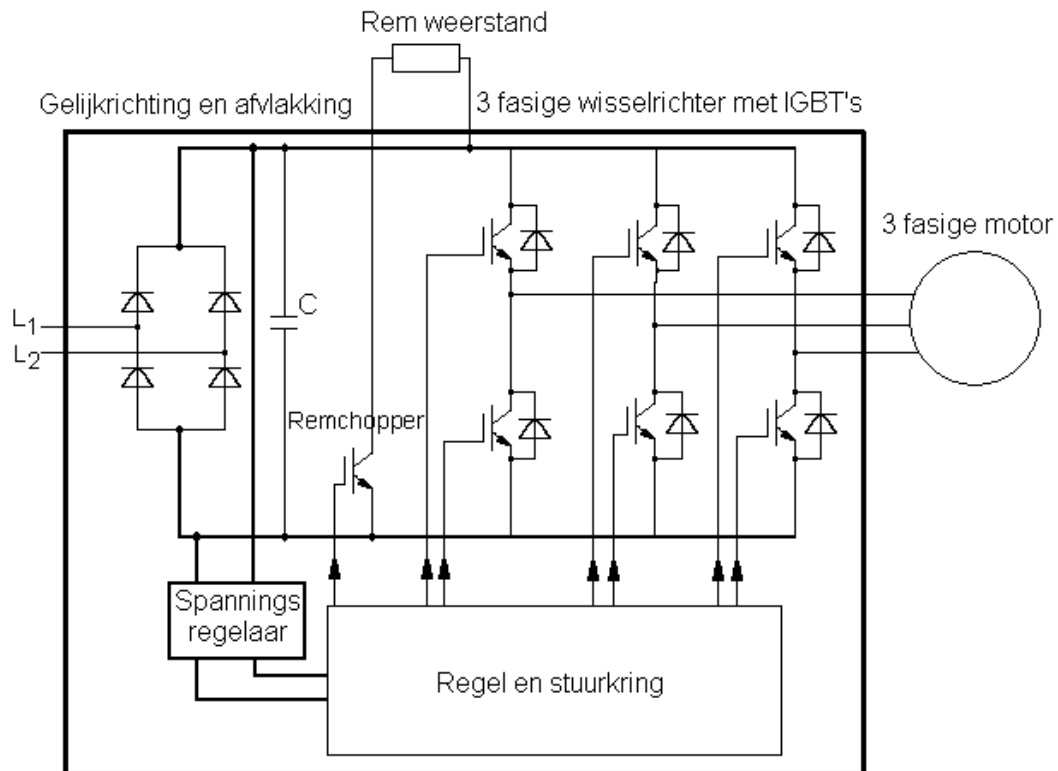 Rem weerstand
Gelijkrichting en afvlakking
3 fasige wisselrichter met IGBT's
3 fasige motor
L1
L2
C
Remchopper
Spannings
regelaar
Regel en stuurkring